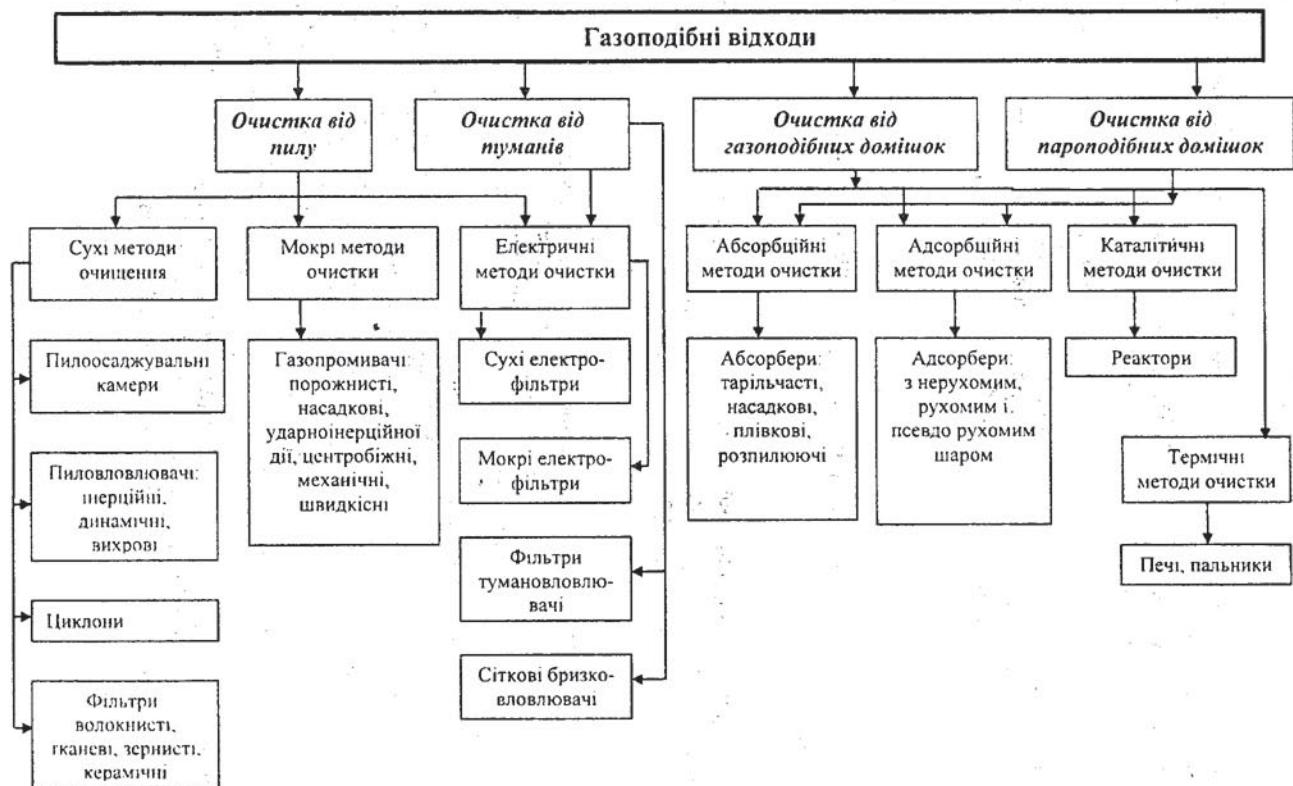 Газоподібні відходи
Очистка від
пилу
Очистка від
туманів
Очистка від
газоподібних домішок
Очистка від
пароподібних домішок
Сухі методи
очищення
Мокрі методи
очистки
Електричні
методи очистки
Абсорбційні
методи очистки
Адсорбційні
методи очистки
Каталітичні
методи очистки
Пилоосаджувальні
камери
Газопромивачі:
порожнисті,
насадкові,
ударноінерційної
дії, центробіжні,
механічні,
швидкісні
Сухі електро-
фільтри
Абсорбери:
тарільчасті,
насадкові,
плівкові,
розпилюючі
Адсорбери:
з нерухомим,
рухомим і
псевдо рухомим
шаром
Реактори
Пиловловлювачі:
інерційні,
динамічні,
вихрові
Мокрі електро-
фільтри
Термічні
методи очистки
Фільтри
тумановловлю-
вачі
Печі, пальники
Циклони
Сіткові бризко-
вловлювачі
Фільтри
волокнисті,
тканеві, зернисті,
керамічні